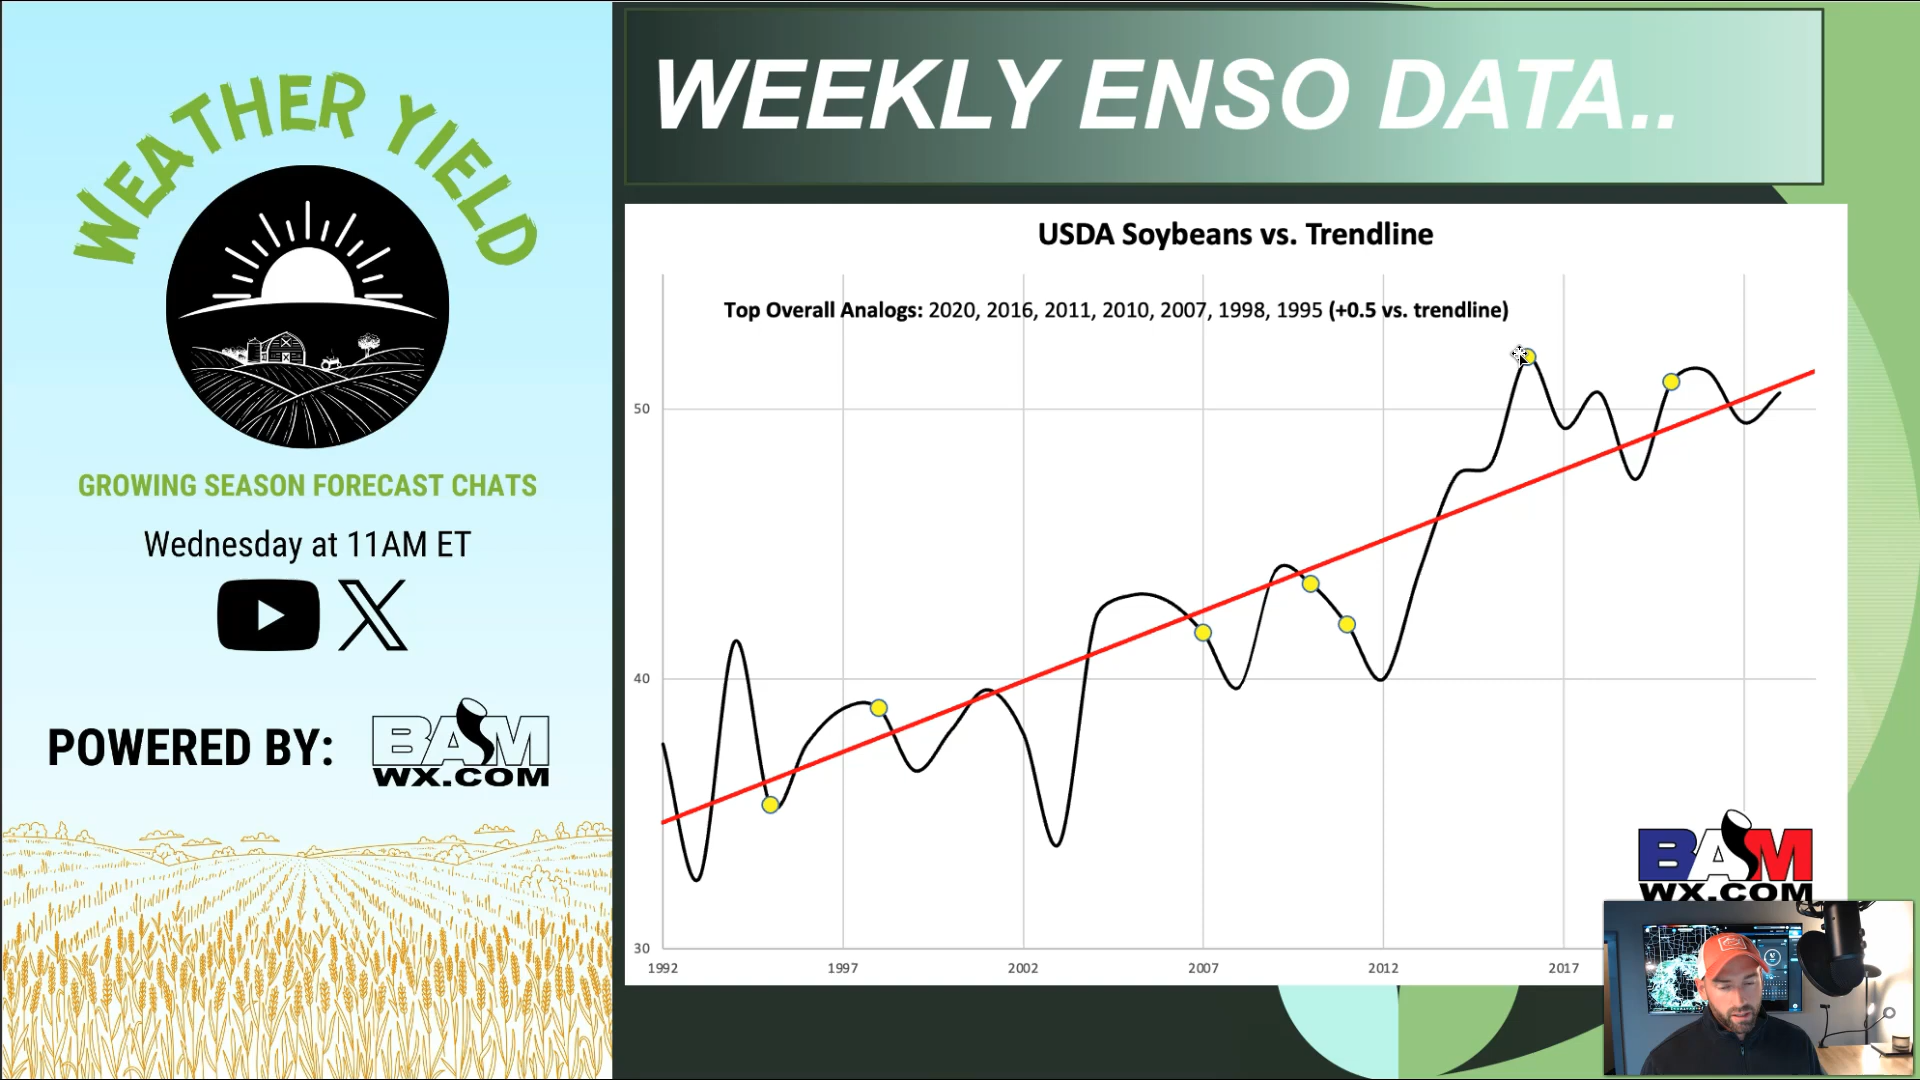 WEATHER YIELD
GROWING SEASON FORECAST CHATS
Wednesday at 11AM ET
POWERED BY:
BAM
WX.COM
WEEKLY ENSO DATA..
USDA Soybeans vs. Trendline
Top Overall Analogs: 2020, 2016, 2011, 2010, 2007, 1998, 1995 (+0.5 vs. trendline)
50
40
30
1992
1997
2002
2007
2012
2017
BAM
WX.COM